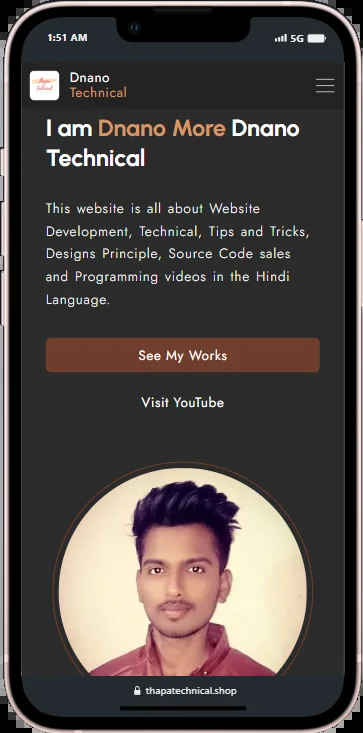 1:51 AM
5G
Dnano
Technical
I am Dnano More Dnano
Technical
This website is all about Website
Development, Technical, Tips and Tricks,
Designs Principle, Source Code sales
and Programming videos in the Hindi
Language.
See My Works
Visit YouTube
thapatechnical.shop